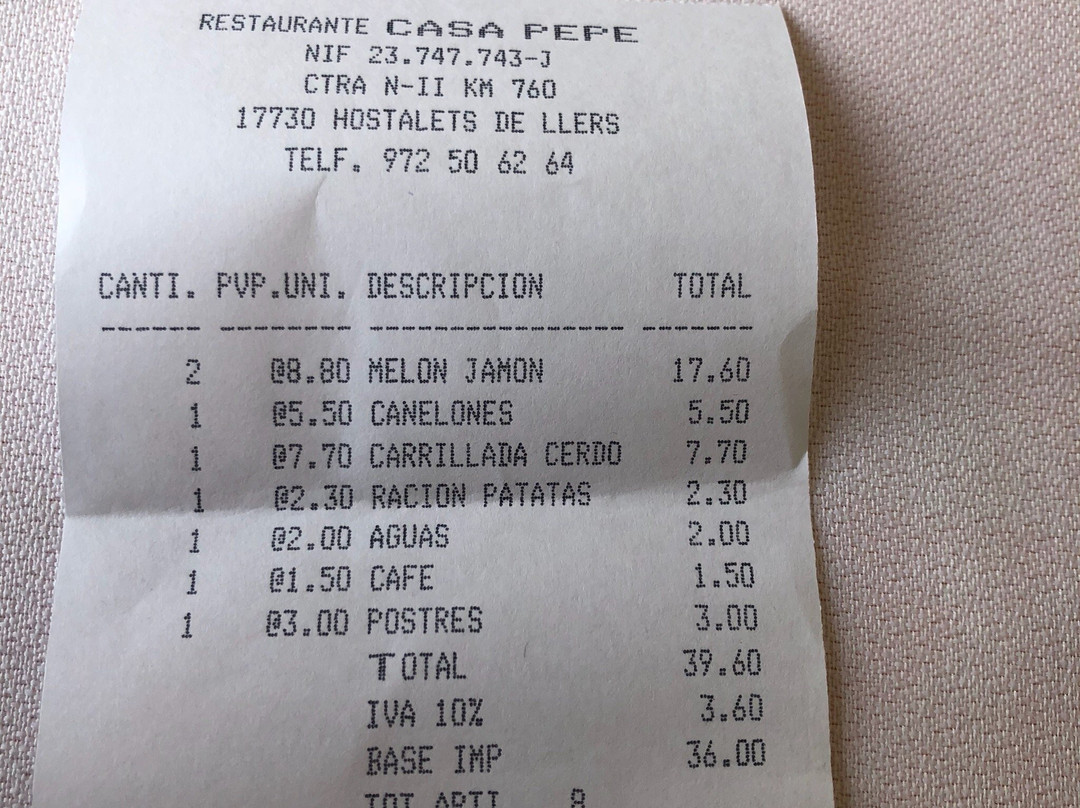 RESTAURANTE CASA PEPE
NIF 23.747.743-J
CTRA N-II KM 760
17730 HOSTALETS DE LLERS
TELF. 972 50 62 64
CANTI. PVP.UNI. DESCRIPCION TOTAL
2 @8.80 MELON JAMON 17.60
1 @5.50 CANELONES 5.50
1 @7.70 CARRILLADA CERDO 7.70
1 @2.30 RACION PATATAS 2.30
1 @2.00 AGUAS 2.00
1 @1.50 CAFE 1.50
1 @3.00 POSTRES 3.00
TOTAL 39.60
IVA 10% 3.60
BASE IMP 36.00
TOT ARTI 8